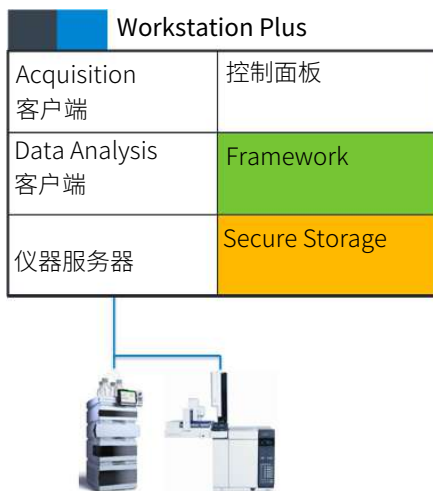 Workstation Plus
Acquisition
客户端
控制面板
Data Analysis
客户端
Framework
仪器服务器
Secure Storage